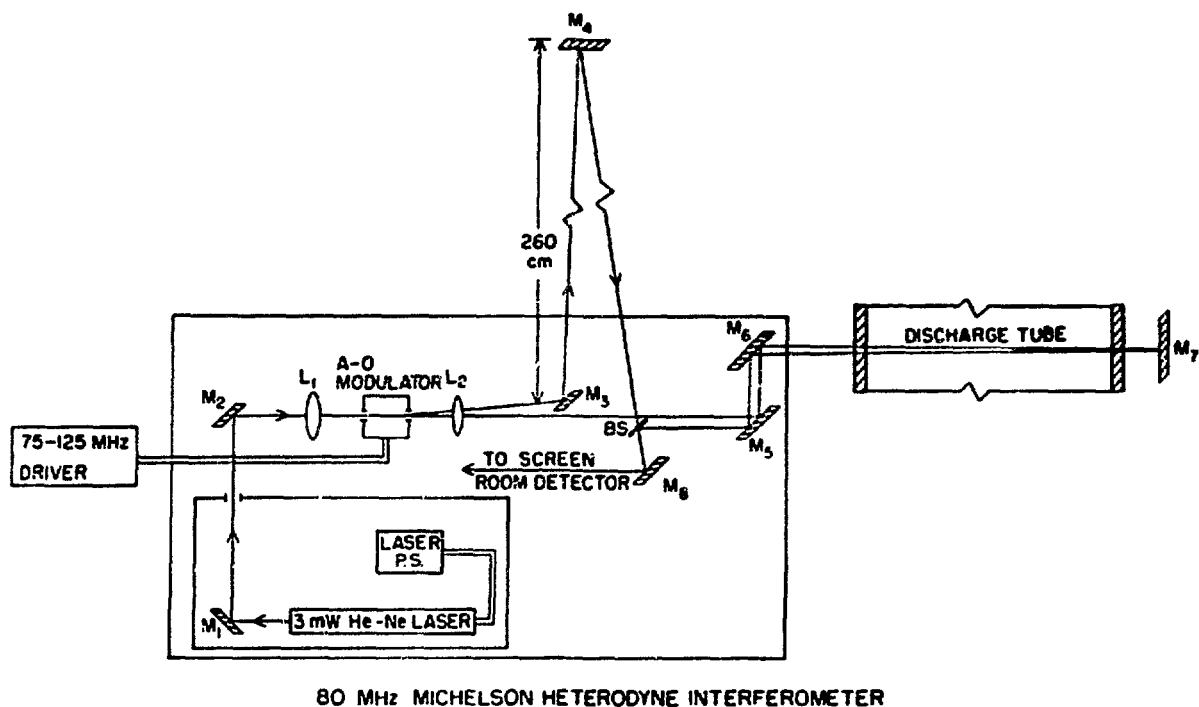 M4
260
cm
M6
DISCHARGE TUBE
M7
A-O
MODULATOR
L1
L2
M2
M3
BS
M5
75-125 MHz
DRIVER
TO SCREEN
ROOM DETECTOR
M8
LASER
P.S.
M1
3 mW He-Ne LASER
80 MHz MICHELSON HETERODYNE INTERFEROMETER